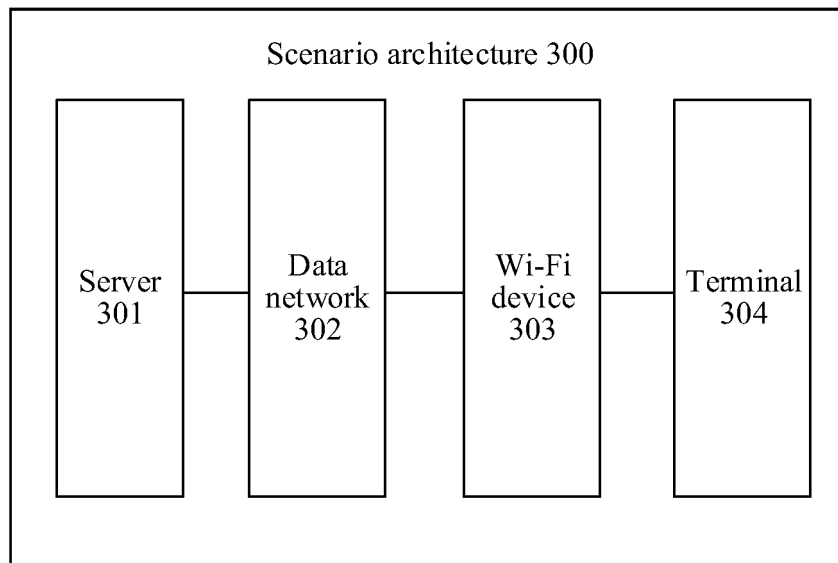 Scenario architecture 300
Server
301
Data
network
302
Wi-Fi
device
303
Terminal
304